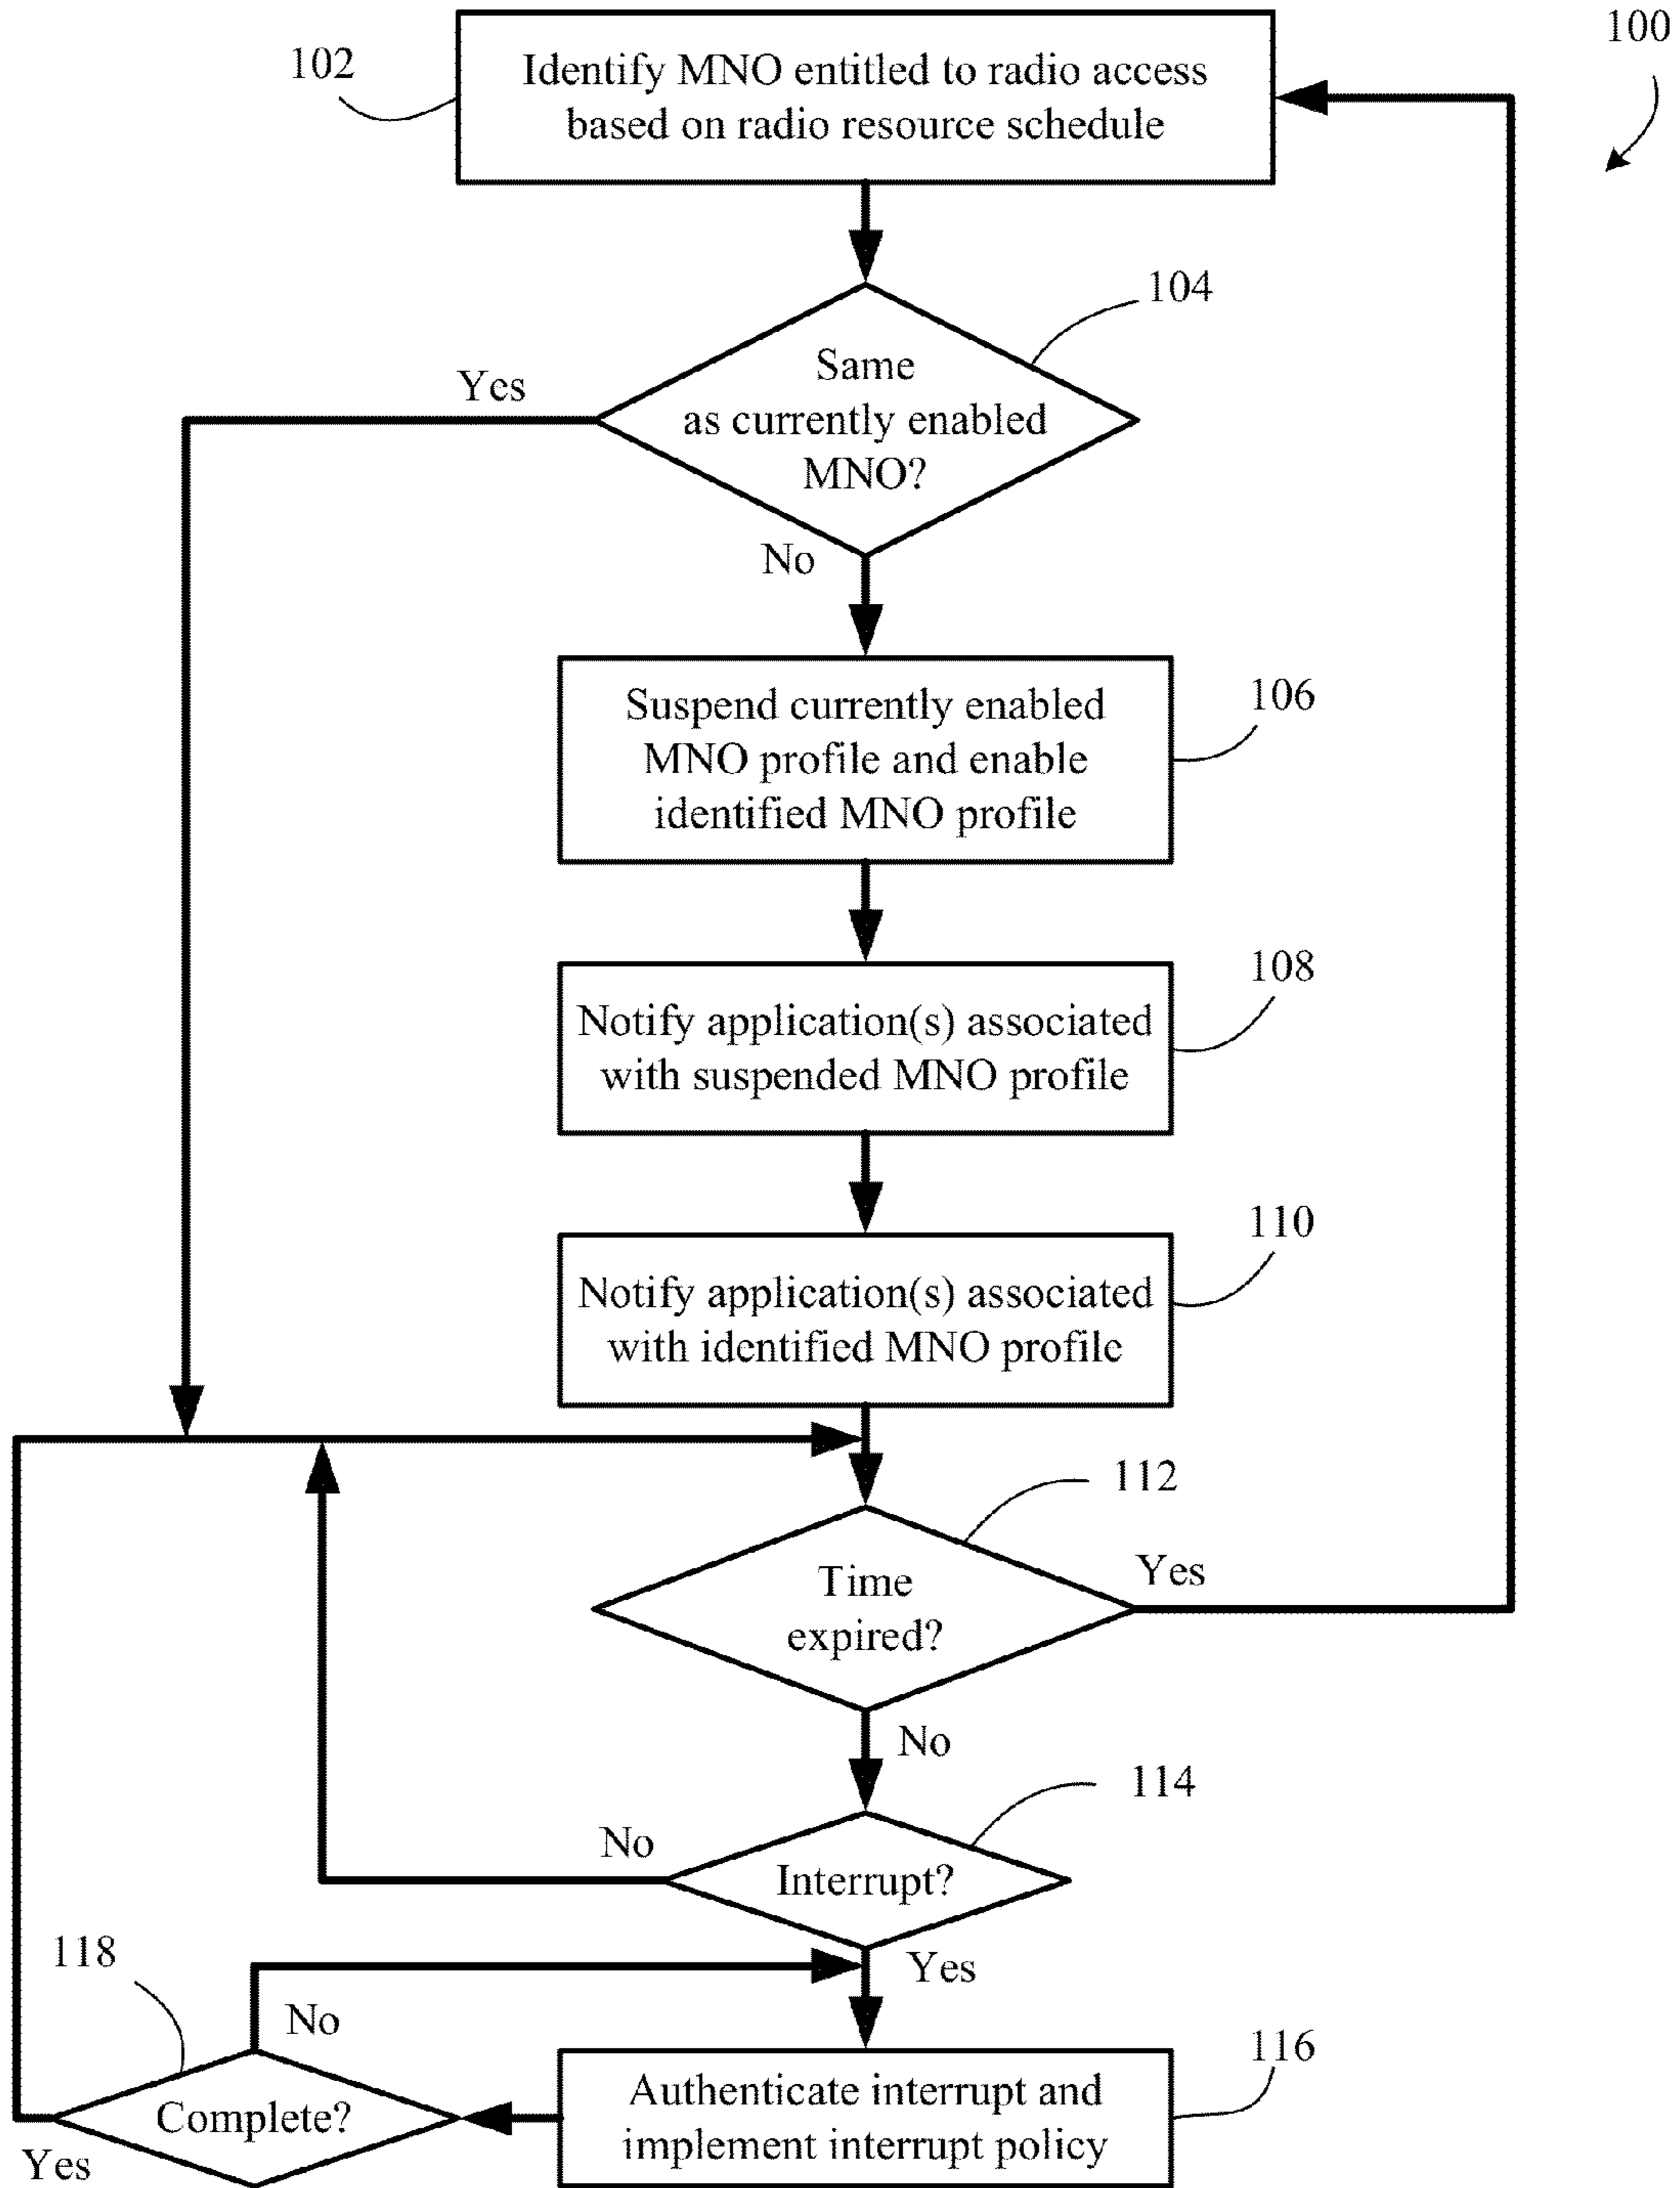 100
102
Identify MNO entitled to radio access
based on radio resource schedule
104
Same
as currently enabled
MNO?
Yes
No
106
Suspend currently enabled
MNO profile and enable
identified MNO profile
108
Notify application(s) associated
with suspended MNO profile
110
Notify application(s) associated
with identified MNO profile
112
Time
expired?
Yes
No
114
Interrupt?
No
Yes
118
No
Complete?
Yes
116
Authenticate interrupt and
implement interrupt policy